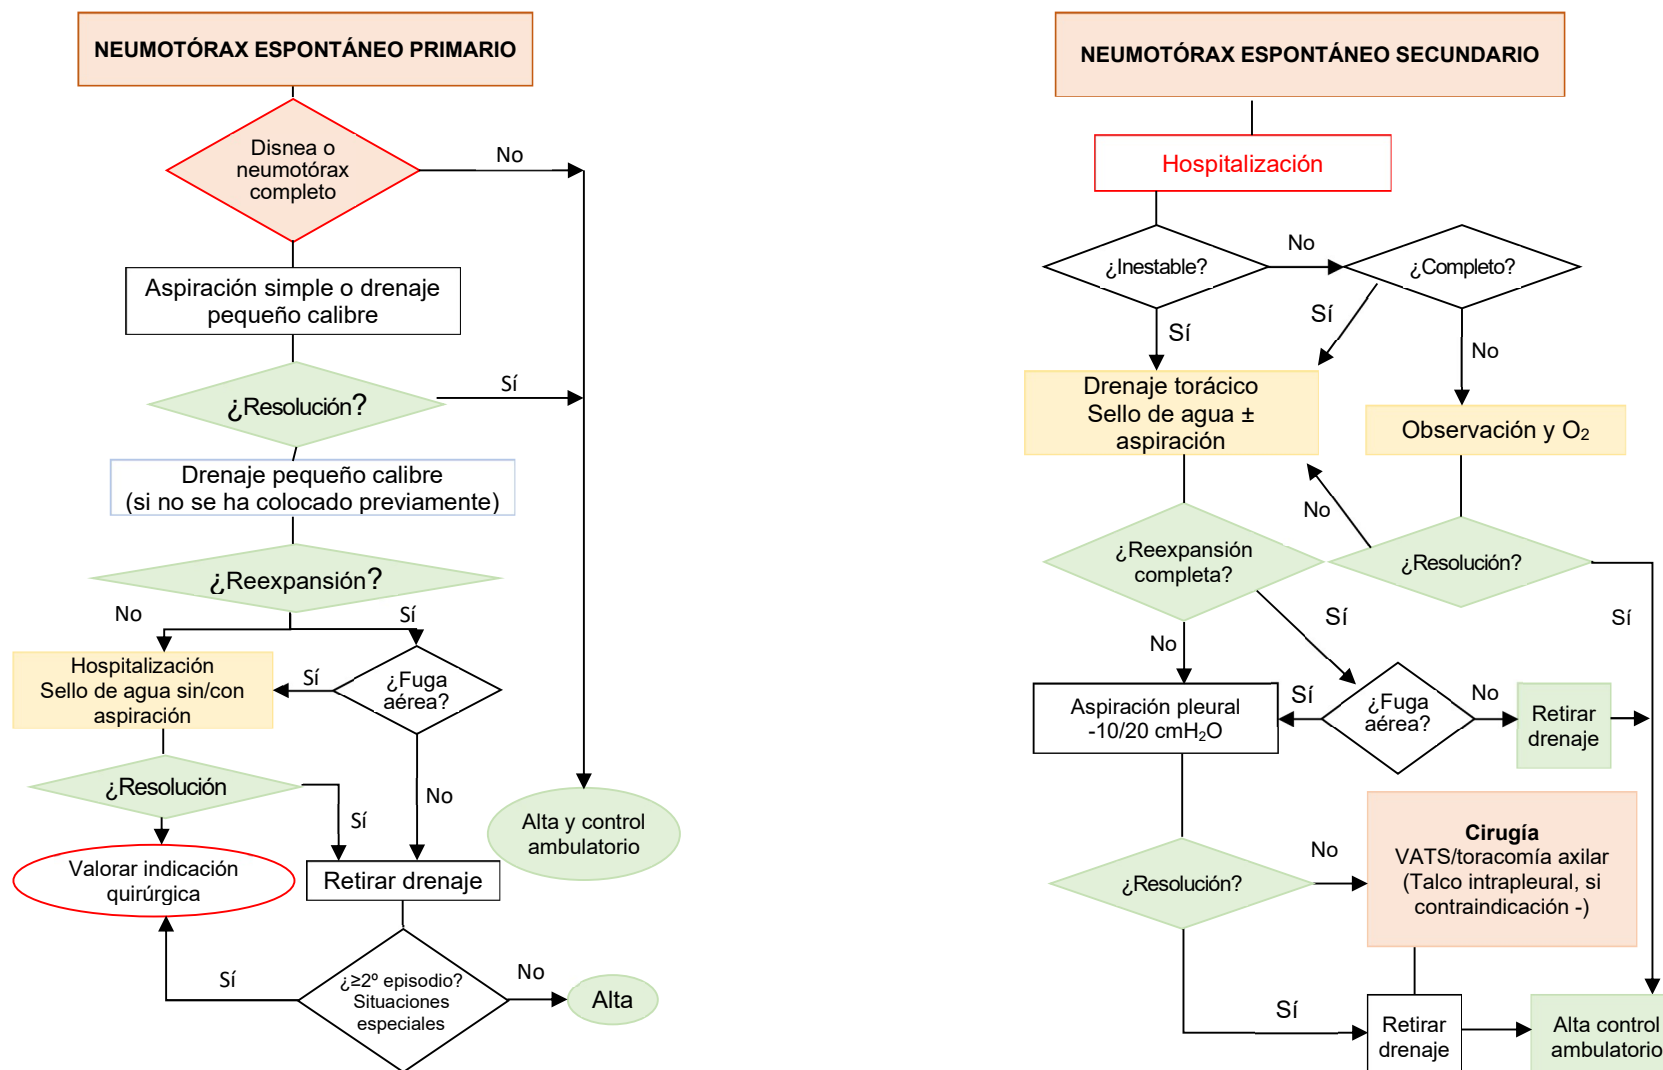 NEUMOTÓRAX ESPONTÁNEO PRIMARIO
Disnea o
neumotórax
completo
No
Aspiración simple o drenaje
pequeño calibre
¿Resolución?
Sí
Drenaje pequeño calibre
(si no se ha colocado previamente)
¿Reexpansión?
No
Sí
Hospitalización
Sello de agua sin/con
aspiración
Sí
¿Fuga
aérea?
¿Resolución
Sí
No
Alta y control
ambulatorio
Valorar indicación
quirúrgica
Retirar drenaje
Sí
¿≥2º episodio?
Situaciones
especiales
No
Alta
NEUMOTÓRAX ESPONTÁNEO SECUNDARIO
Hospitalización
¿Inestable?
No
¿Completo?
Sí
Sí
No
Drenaje torácico
Sello de agua ±
aspiración
Observación y O₂
No
¿Reexpansión
completa?
¿Resolución?
Sí
Sí
No
Aspiración pleural
-10/20 cmH₂O
Sí
¿Fuga
aérea?
No
Retirar
drenaje
¿Resolución?
No
Cirugía
VATS/toracomía axilar
(Talco intrapleural, si
contraindicación -)
Sí
Retirar
drenaje
Alta control
ambulatorio